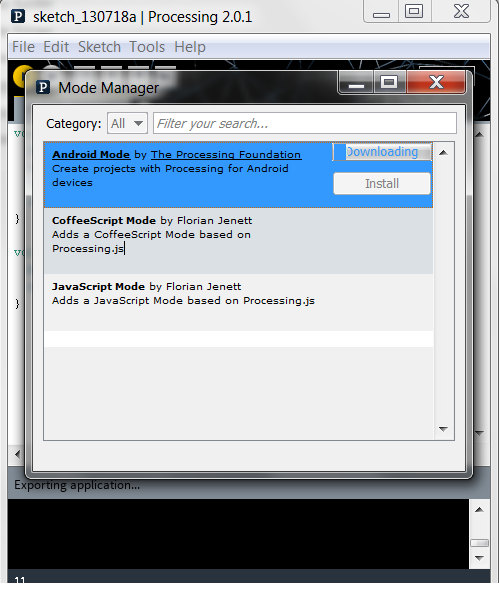 sketch_130718a | Processing 2.0.1
File Edit Sketch Tools Help
Mode Manager
Category: All Filter your search...
Android Mode by The Processing Foundation
Downloading
Create projects with Processing for Android
devices
Install
CoffeeScript Mode by Florian Jenett
Adds a CoffeeScript Mode based on
Processing.js
JavaScript Mode by Florian Jenett
Adds a JavaScript Mode based on Processing.js
}
}
Exporting application...
11